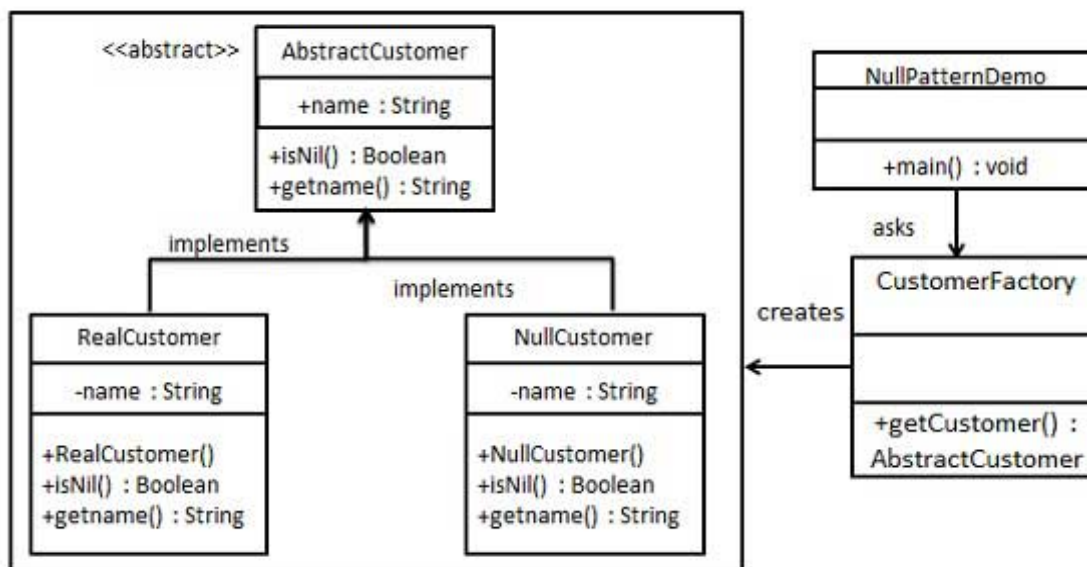 <<abstract>>
AbstractCustomer
+name : String
+isNil() : Boolean
+getname() : String
implements
implements
RealCustomer
-name : String
+RealCustomer()
+isNil() : Boolean
+getname() : String
NullCustomer
-name : String
+NullCustomer()
+isNil() : Boolean
+getname() : String
NullPatternDemo
+main() : void
asks
CustomerFactory
+getCustomer() :
AbstractCustomer
creates